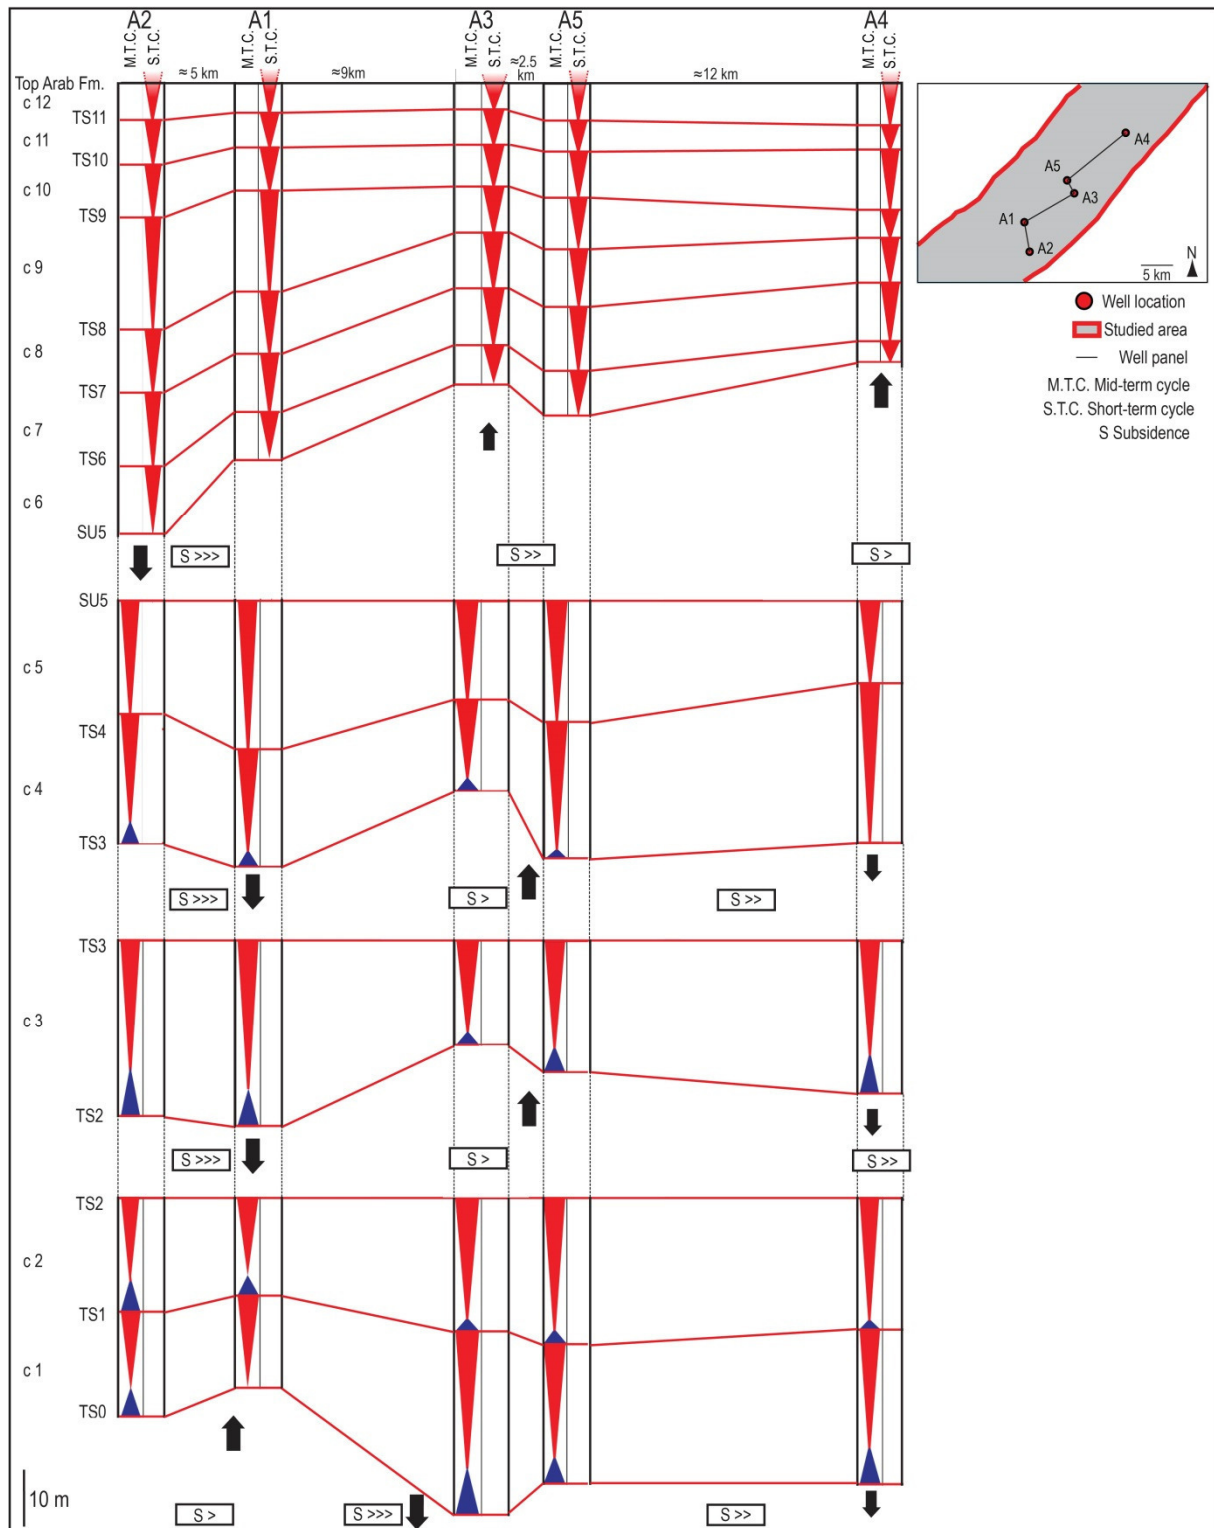 A2 A1 A3 A5 A4
M.T.C. S.T.C. M.T.C. S.T.C. M.T.C. S.T.C. M.T.C. S.T.C. M.T.C. S.T.C.
≈ 5 km ≈9km ≈2.5 km ≈12 km
Top Arab Fm.
c 12
TS11
c 11
TS10
c 10
TS9
c 9
TS8
c 8
TS7
c 7
TS6
c 6
SU5
S >>> S >> S >
SU5
c 5
TS4
c 4
TS3
S >>> S > S >>
TS3
c 3
TS2
S >>> S > S >>
TS2
c 2
TS1
c 1
TS0
10 m
S > S >>> S >>
A4
A5
A3
A1
A2
N
5 km
Well location
Studied area
Well panel
M.T.C. Mid-term cycle
S.T.C. Short-term cycle
S Subsidence